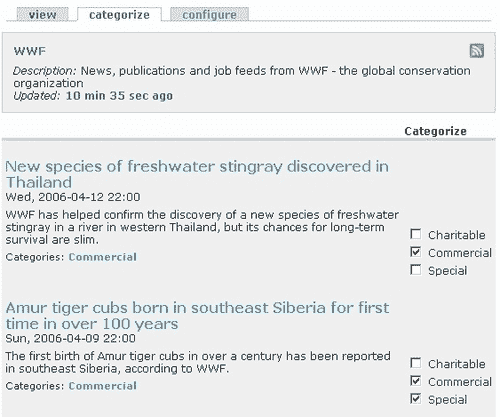 view categorize configure
WWF
Description: News, publications and job feeds from WWF - the global conservation
organization
Updated: 10 min 35 sec ago
Categorize
New species of freshwater stingray discovered in
Thailand
Wed, 2006-04-12 22:00
WWF has helped confirm the discovery of a new species of freshwater
stingray in a river in western Thailand, but its chances for long-term
survival are slim.
Categories: Commercial
Charitable
Commercial
Special
Amur tiger cubs born in southeast Siberia for first
time in over 100 years
Sun, 2006-04-09 22:00
The first birth of Amur tiger cubs in over a century has been reported
in southeast Siberia, according to WWF.
Categories: Commercial
Charitable
Commercial
Special